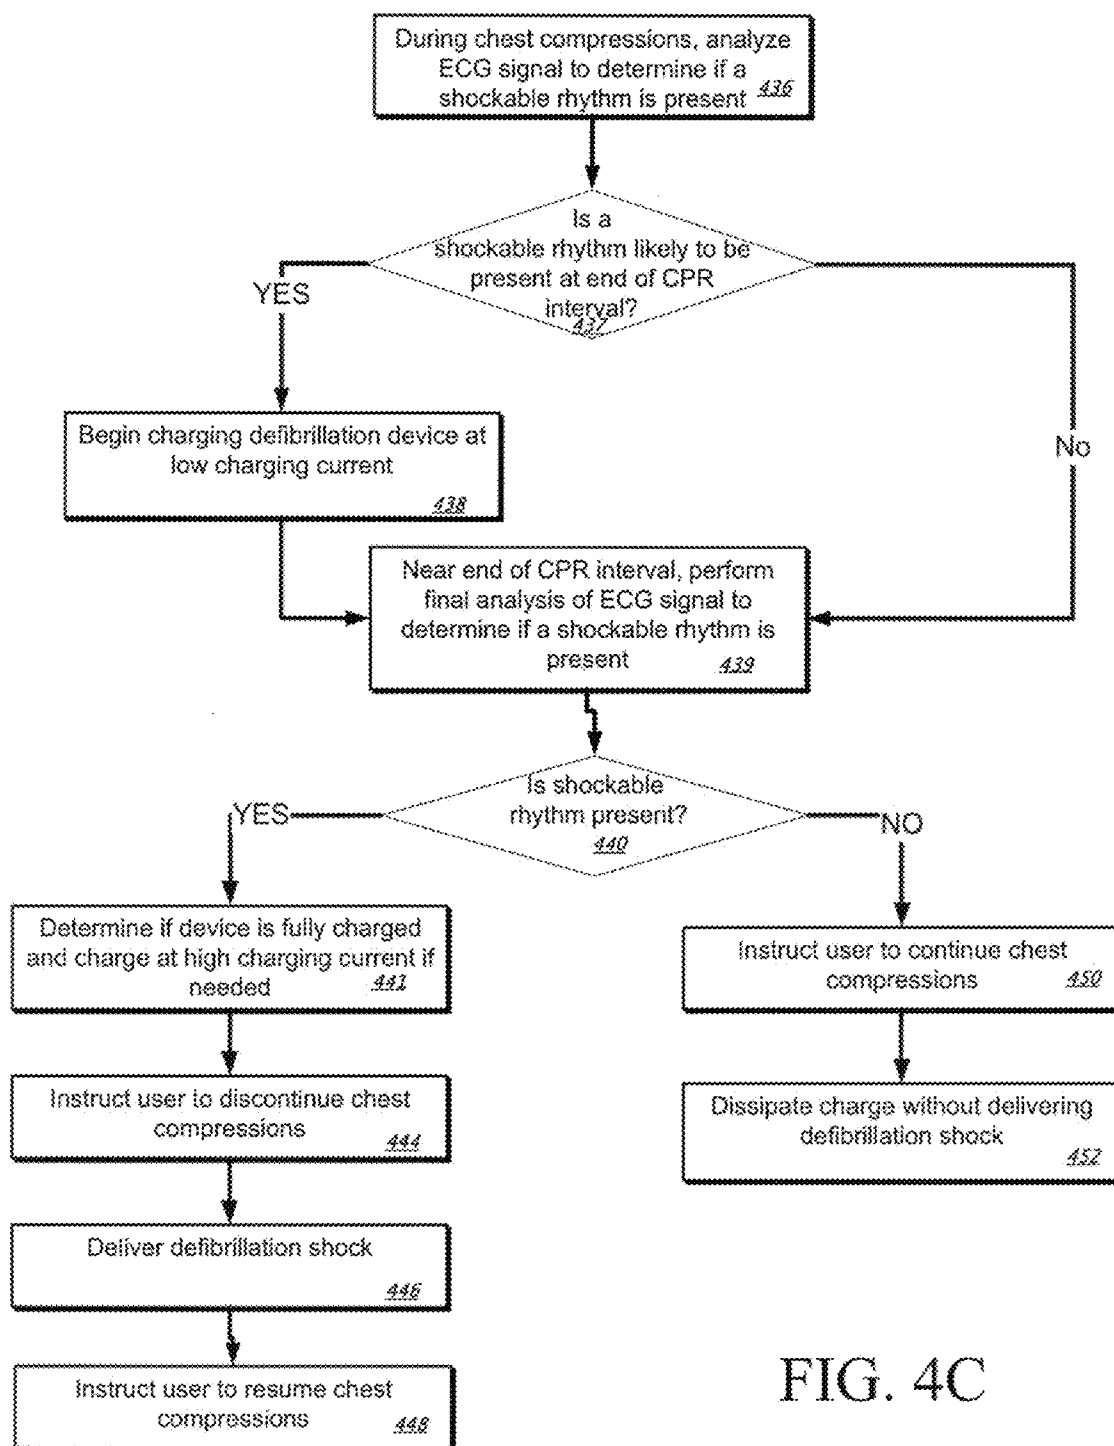 During chest compressions, analyze
ECG signal to determine if a
shockable rhythm is present 436
Is a
shockable rhythm likely to be
present at end of CPR
interval?
437
YES
No
Begin charging defibrillation device at
low charging current
438
Near end of CPR interval, perform
final analysis of ECG signal to
determine if a shockable rhythm is
present 439
Is shockable
rhythm present?
440
YES
NO
Determine if device is fully charged
and charge at high charging current if
needed 441
Instruct user to continue chest
compressions 450
Instruct user to discontinue chest
compressions 444
Dissipate charge without delivering
defibrillation shock 452
Deliver defibrillation shock
446
Instruct user to resume chest
compressions 448
FIG. 4C